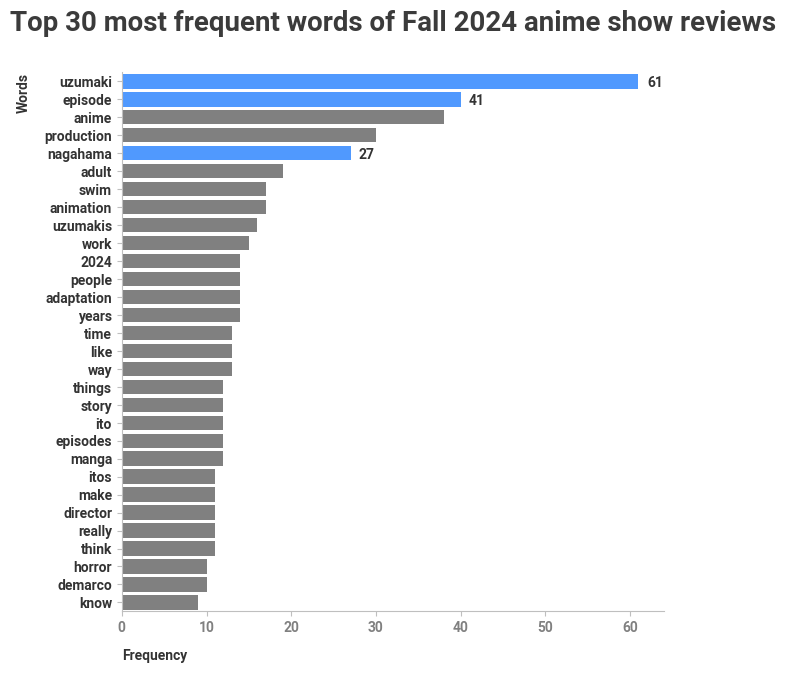 Top 30 most frequent words of Fall 2024 anime show reviews
Words
uzumaki 61
episode 41
anime
production
nagahama 27
adult
swim
animation
uzumakis
work
2024
people
adaptation
years
time
like
way
things
story
ito
episodes
manga
itos
make
director
really
think
horror
demarco
know
0 10 20 30 40 50 60
Frequency